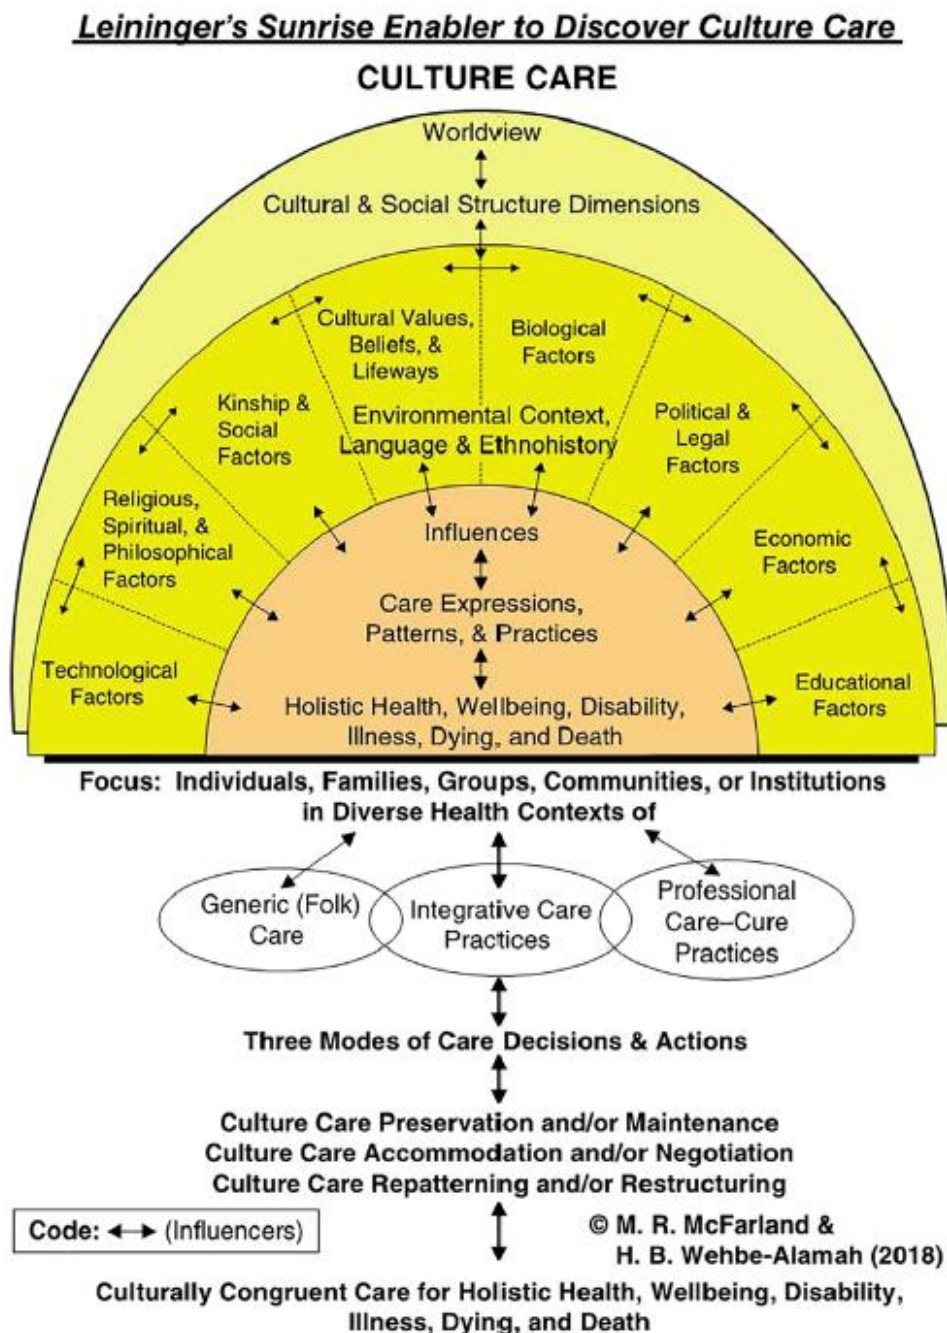 Leininger's Sunrise Enabler to Discover Culture Care
CULTURE CARE
Worldview
Cultural & Social Structure Dimensions
Cultural Values,
Beliefs, &
Lifeways
Biological
Factors
Kinship &
Social
Factors
Environmental Context,
Language & Ethnohistory
Political &
Legal
Factors
Religious,
Spiritual, &
Philosophical
Factors
Influences
Economic
Factors
Care Expressions,
Patterns, & Practices
Technological
Factors
Holistic Health, Wellbeing, Disability,
Illness, Dying, and Death
Educational
Factors
Focus: Individuals, Families, Groups, Communities, or Institutions
in Diverse Health Contexts of
Generic (Folk)
Care
Integrative Care
Practices
Professional
Care–Cure
Practices
Three Modes of Care Decisions & Actions
Culture Care Preservation and/or Maintenance
Culture Care Accommodation and/or Negotiation
Culture Care Repatterning and/or Restructuring
Code: ↔ (Influencers)
© M. R. McFarland &
H. B. Wehbe-Alamah (2018)
Culturally Congruent Care for Holistic Health, Wellbeing, Disability,
Illness, Dying, and Death